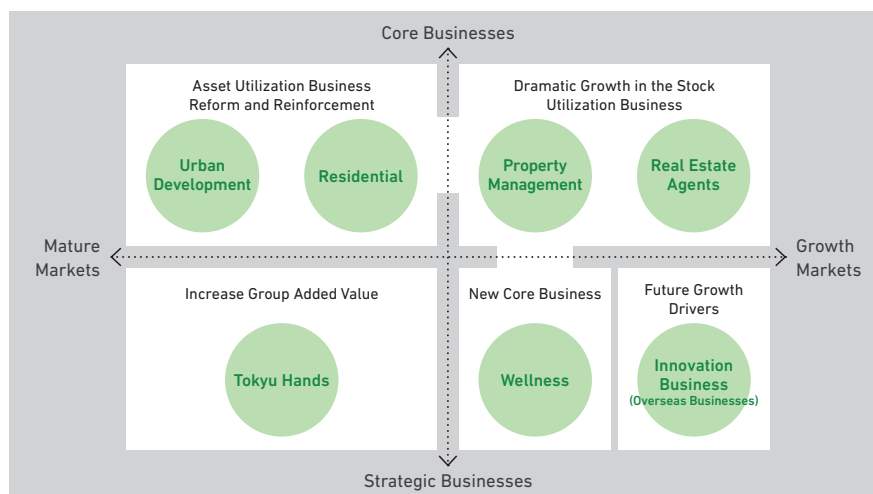 Core Businesses
Asset Utilization Business
Reform and Reinforcement
Dramatic Growth in the Stock
Utilization Business
Urban
Development
Residential
Property
Management
Real Estate
Agents
Mature
Markets
Growth
Markets
Increase Group Added Value
New Core Business
Future Growth
Drivers
Tokyu Hands
Wellness
Innovation
Business
(Overseas Businesses)
Strategic Businesses